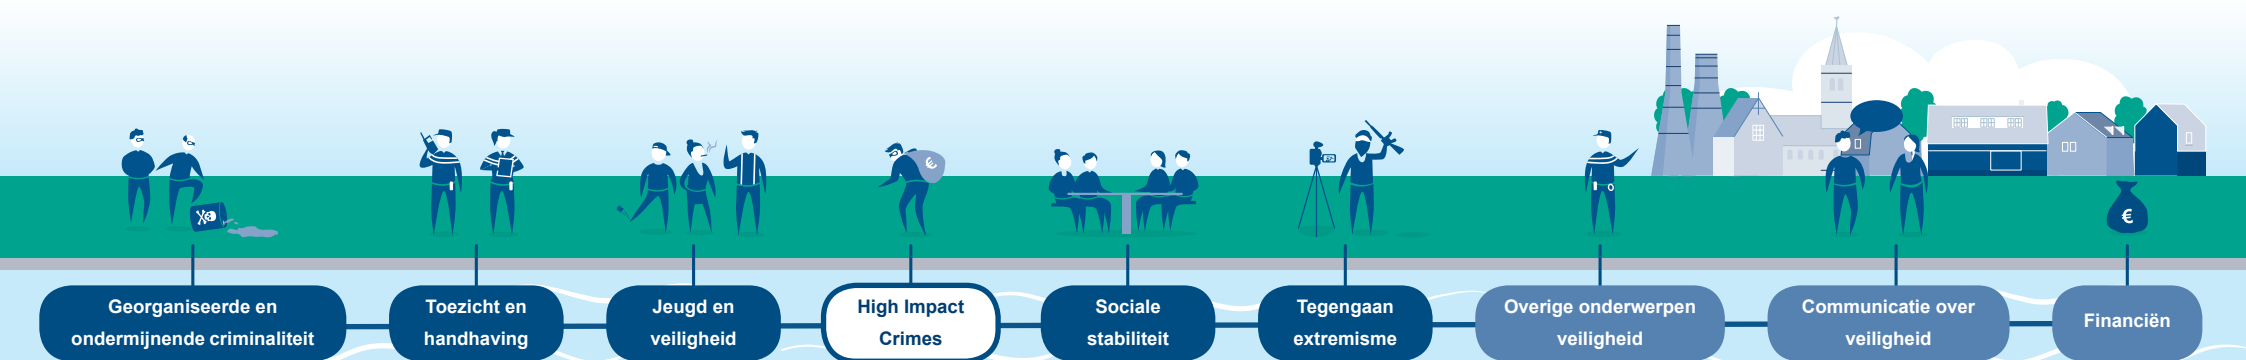 €
€
Georganiseerde en
ondermijnende criminaliteit
Toezicht en
handhaving
Jeugd en
veiligheid
High Impact
Crimes
Sociale
stabiliteit
Tegengaan
extremisme
Overige onderwerpen
veiligheid
Communicatie over
veiligheid
Financiën